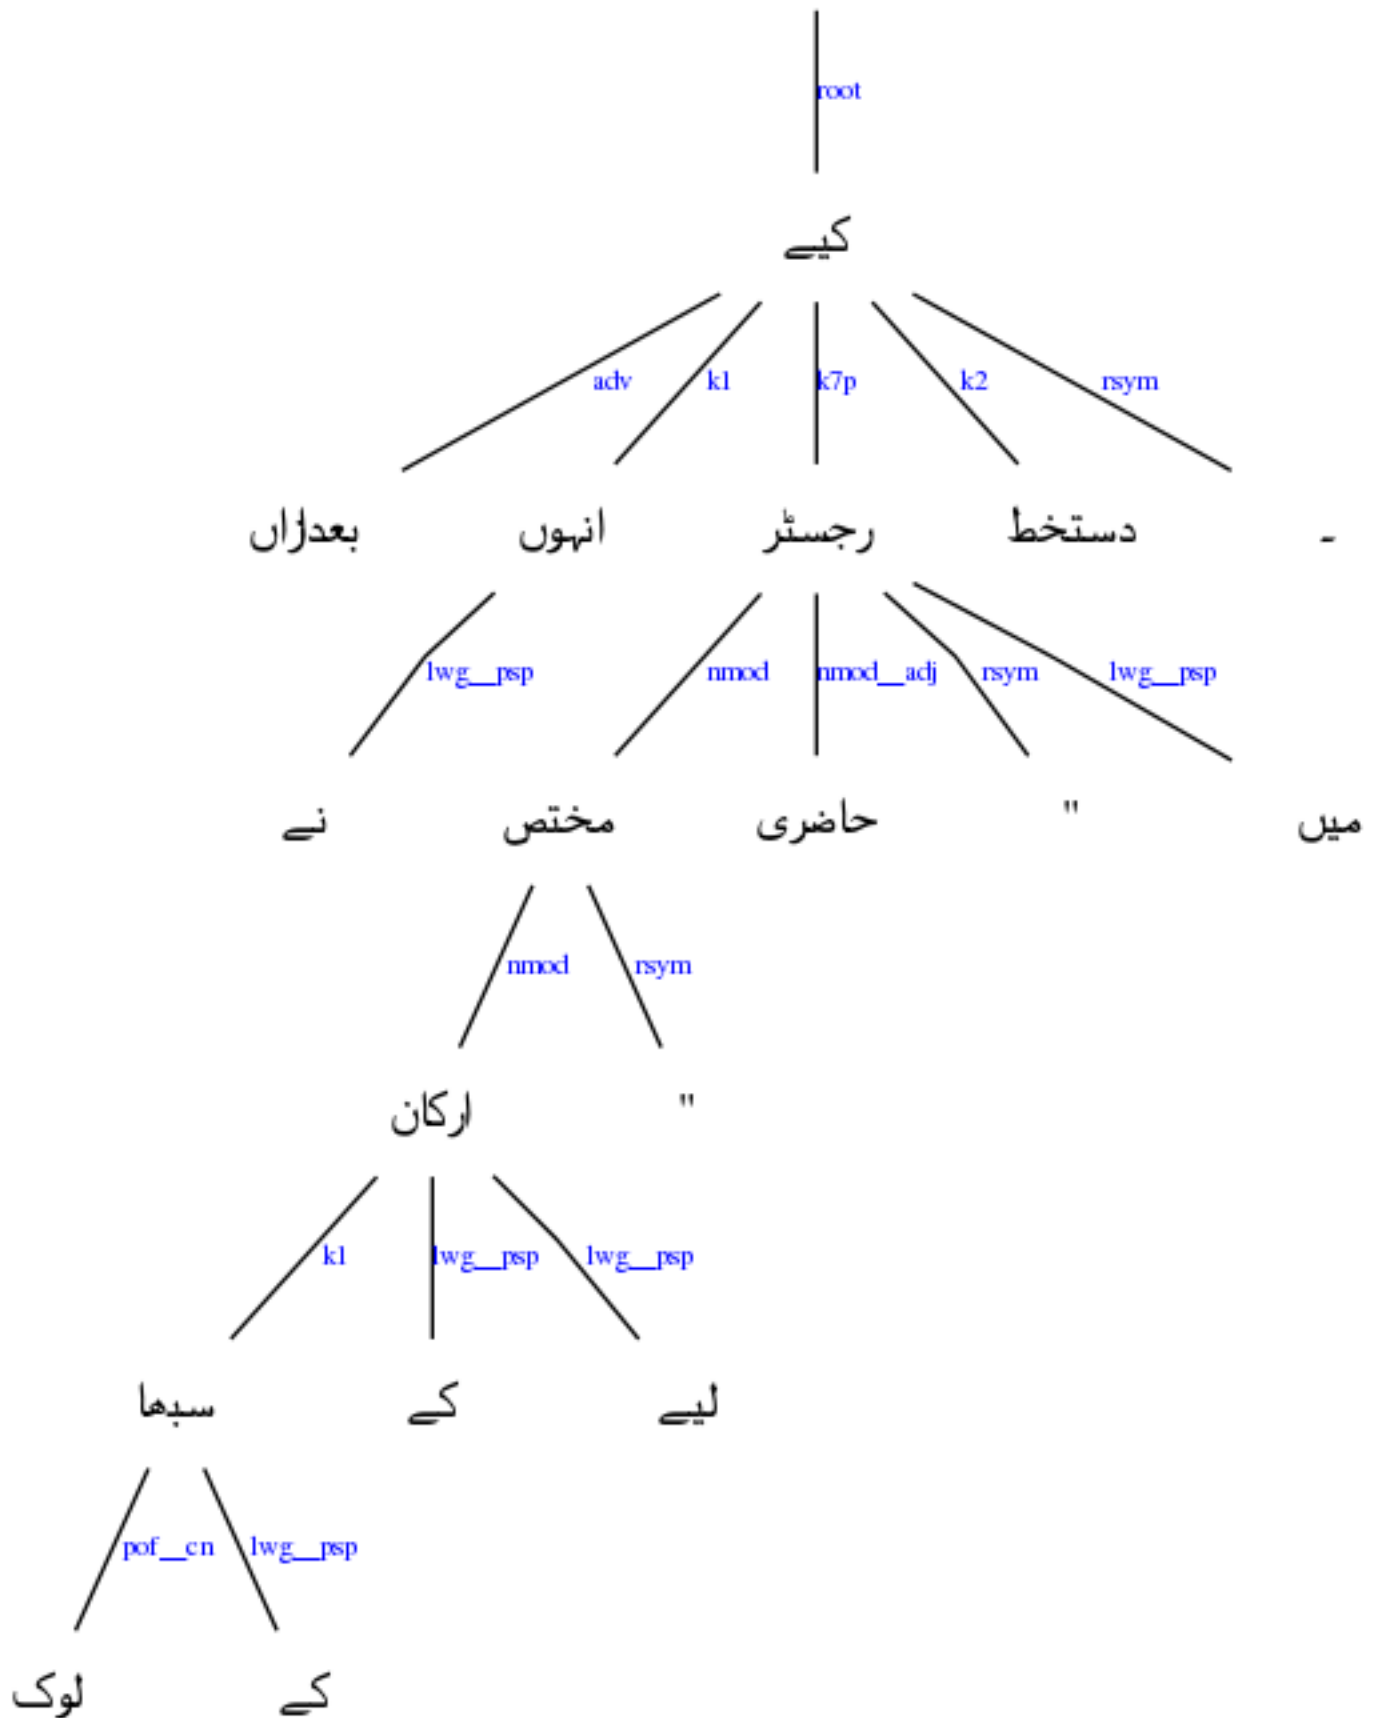 root
کیے
adv k1 k7p k2 rsym
بعدازاں انہوں رجسٹر دستخط ۔
lwg__psp nmod nmod__adj rsym lwg__psp
نے مختص حاضری " میں
nmod rsym
ارکان "
k1 lwg__psp lwg__psp
سبھا کے لیے
pof__cn lwg__psp
لوک کے